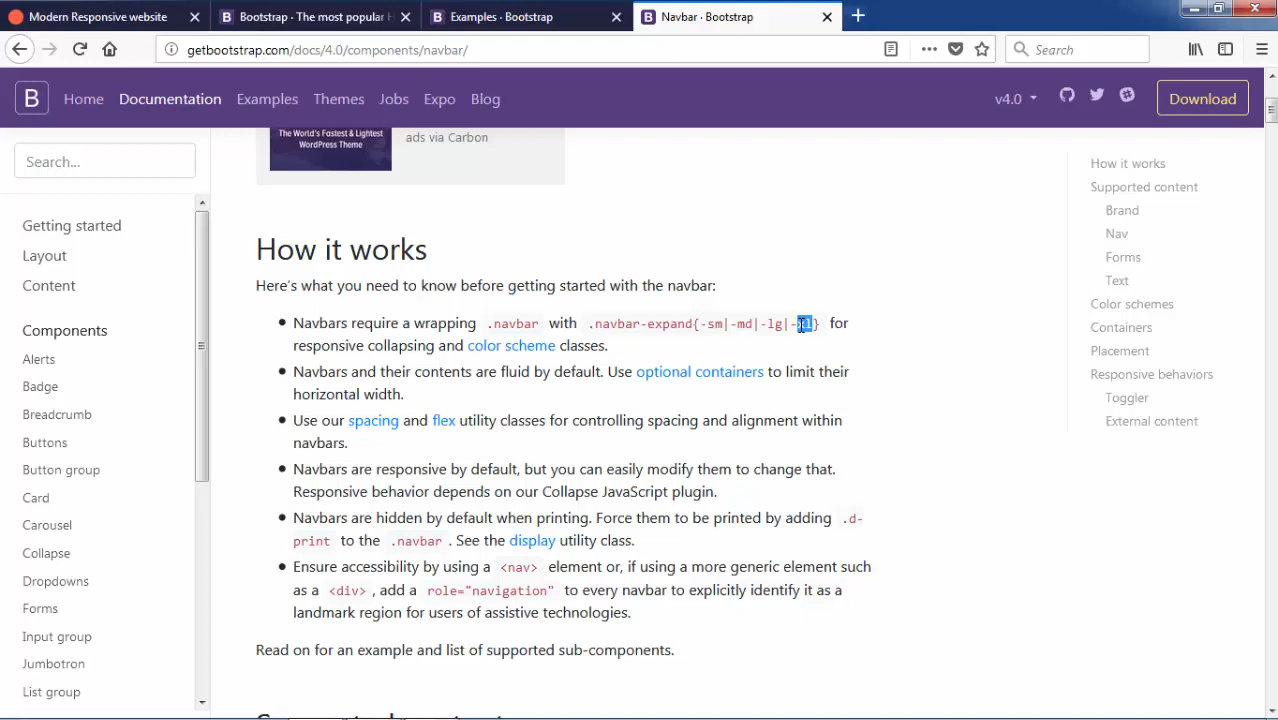 Modern Responsive website
Bootstrap · The most popular H
Examples · Bootstrap
Navbar · Bootstrap
getbootstrap.com/docs/4.0/components/navbar/
Search
B
Home
Documentation
Examples
Themes
Jobs
Expo
Blog
v4.0
Download
Search...
Getting started
Layout
Content
Components
Alerts
Badge
Breadcrumb
Buttons
Button group
Card
Carousel
Collapse
Dropdowns
Forms
Input group
Jumbotron
List group
The World's Fastest & Lightest
WordPress Theme
ads via Carbon
How it works
Here's what you need to know before getting started with the navbar:
Navbars require a wrapping .navbar with .navbar-expand{-sm|-md|-lg|-xl} for
responsive collapsing and color scheme classes.
Navbars and their contents are fluid by default. Use optional containers to limit their
horizontal width.
Use our spacing and flex utility classes for controlling spacing and alignment within
navbars.
Navbars are responsive by default, but you can easily modify them to change that.
Responsive behavior depends on our Collapse JavaScript plugin.
Navbars are hidden by default when printing. Force them to be printed by adding .d-
print to the .navbar. See the display utility class.
Ensure accessibility by using a <nav> element or, if using a more generic element such
as a <div>, add a role="navigation" to every navbar to explicitly identify it as a
landmark region for users of assistive technologies.
Read on for an example and list of supported sub-components.
How it works
Supported content
Brand
Nav
Forms
Text
Color schemes
Containers
Placement
Responsive behaviors
Toggler
External content